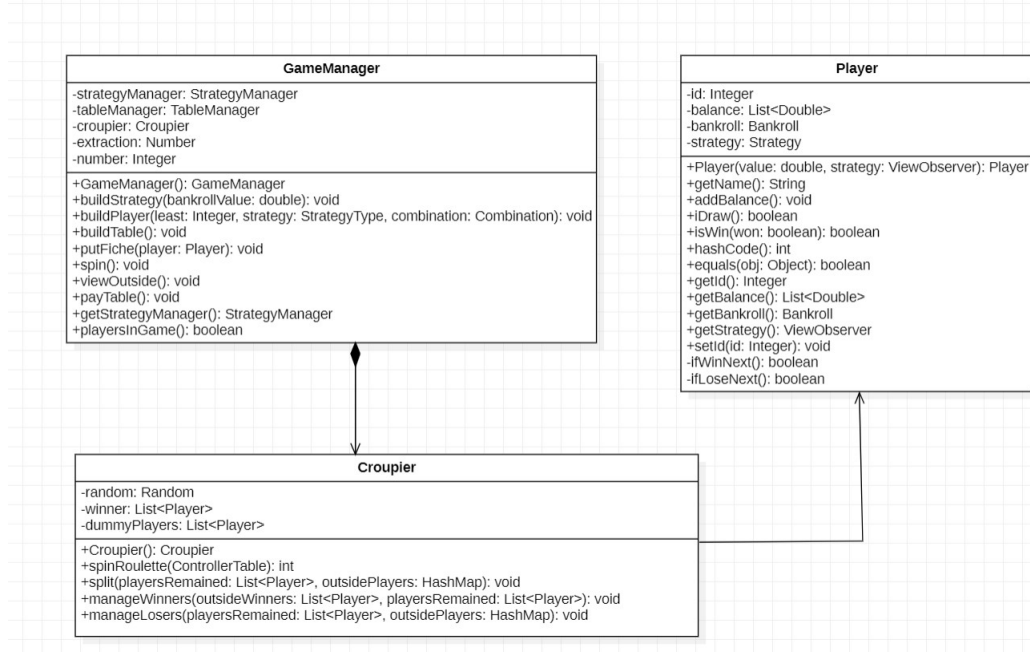 GameManager
-strategyManager: StrategyManager
-tableManager: TableManager
-croupier: Croupier
-extraction: Number
-number: Integer
+GameManager(): GameManager
+buildStrategy(bankrollValue: double): void
+buildPlayer(least: Integer, strategy: StrategyType, combination: Combination): void
+buildTable(): void
+putFiche(player: Player): void
+spin(): void
+viewOutside(): void
+payTable(): void
+getStrategyManager(): StrategyManager
+playersInGame(): boolean
Player
-id: Integer
-balance: List<Double>
-bankroll: Bankroll
-strategy: Strategy
+Player(value: double, strategy: ViewObserver): Player
+getName(): String
+addBalance(): void
+iDraw(): boolean
+isWin(won: boolean): boolean
+hashCode(): int
+equals(obj: Object): boolean
+getId(): Integer
+getBalance(): List<Double>
+getBankroll(): Bankroll
+getStrategy(): ViewObserver
+setId(id: Integer): void
-ifWinNext(): boolean
-ifLoseNext(): boolean
Croupier
-random: Random
-winner: List<Player>
-dummyPlayers: List<Player>
+Croupier(): Croupier
+spinRoulette(ControllerTable): int
+split(playersRemained: List<Player>, outsidePlayers: HashMap): void
+manageWinners(outsideWinners: List<Player>, playersRemained: List<Player>): void
+manageLosers(playersRemained: List<Player>, outsidePlayers: HashMap): void